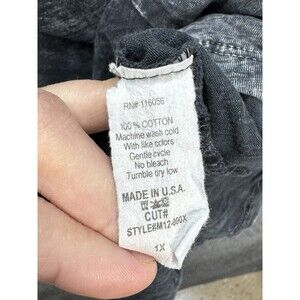 RN# 116056
100% COTTON
Machine wash cold
With like colors
Gentle cycle
No bleach
Tumble dry low
MADE IN U.S.A.
CUT#
STYLE#M12-000X
1X